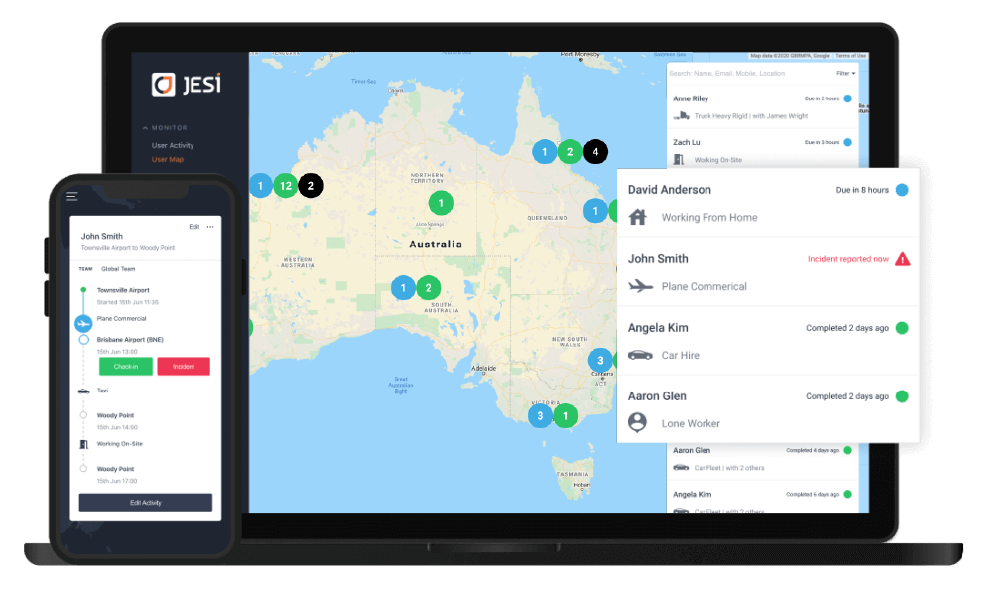 JESI
MONITOR
User Activity
User Map
Port Moresby
Map data ©2020 GBRMPA, Google
Terms of Use
Timor Sea
NORTHERN
TERRITORY
Alice Springs
QUEENSLAND
Australia
WESTERN
AUSTRALIA
SOUTH
AUSTRALIA
NEW SOUTH
WALES
Adelaide
Great
Australian
Bight
ACT
VICTORIA
TASMANIA
Hobart
1 2 4
1 12 2
1
1
1 2
3
3 1
Search: Name, Email, Mobile, Location
Filter
Anne Riley
Due in 2 hours
Truck Heavy Rigid | with James Wright
Zach Lu
Due in 3 hours
Working On-Site
David Anderson
Due in 8 hours
Working From Home
John Smith
Incident reported now
Plane Commerical
Angela Kim
Completed 2 days ago
Car Hire
Aaron Glen
Completed 2 days ago
Lone Worker
Aaron Glen
Completed 4 days ago
CarFleet | with 2 others
Angela Kim
Completed 6 days ago
CarFleet | with 2 others
Edit
John Smith
Townsville Airport to Woody Point
TEAM Global Team
Townsville Airport
Started 15th Jun 11:35
Plane Commercial
Brisbane Airport (BNE)
15th Jun 13:00
Check-in
Incident
Taxi
Woody Point
15th Jun 14:00
Working On-Site
Woody Point
15th Jun 17:00
Edit Activity